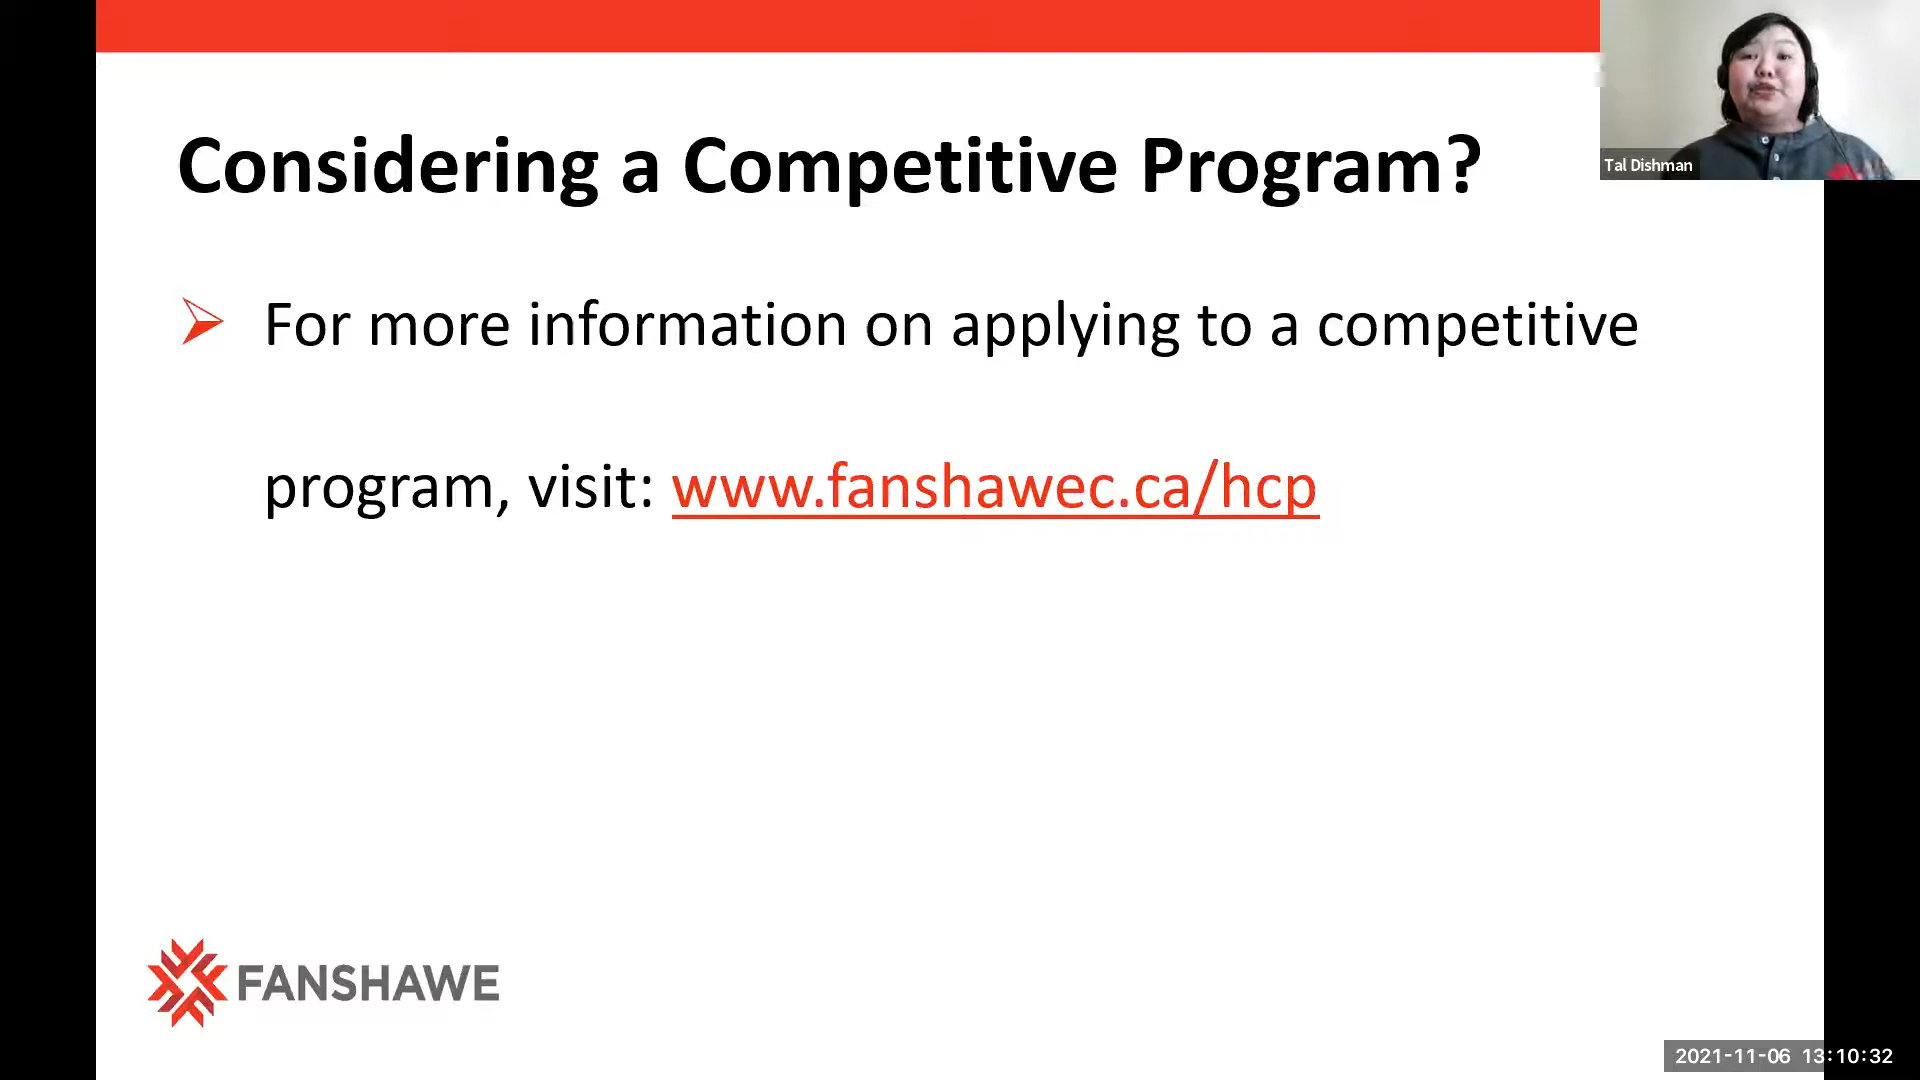 Considering a Competitive Program?
Tal Dishman
For more information on applying to a competitive
program, visit: www.fanshawec.ca/hcp
FANSHAWE
2021-11-06 13:10:32